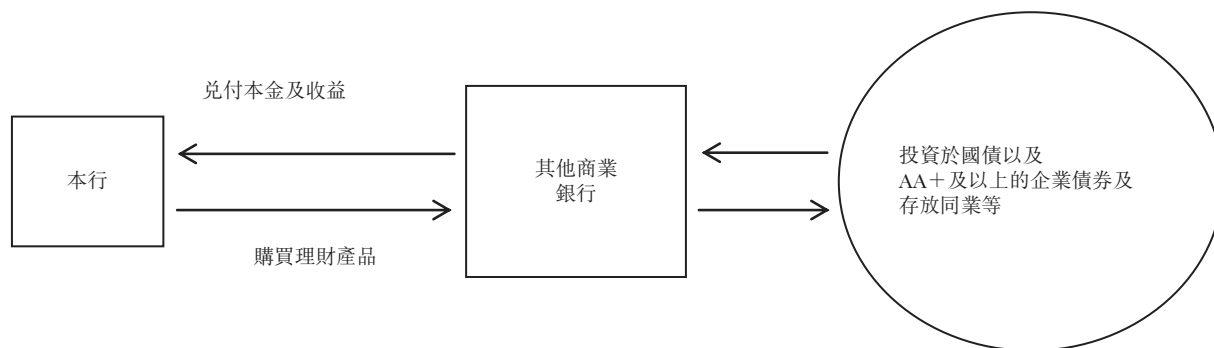 兑付本金及收益
本行
其他商業
銀行
投資於國債以及
AA+及以上的企業債券及
存放同業等
購買理財產品